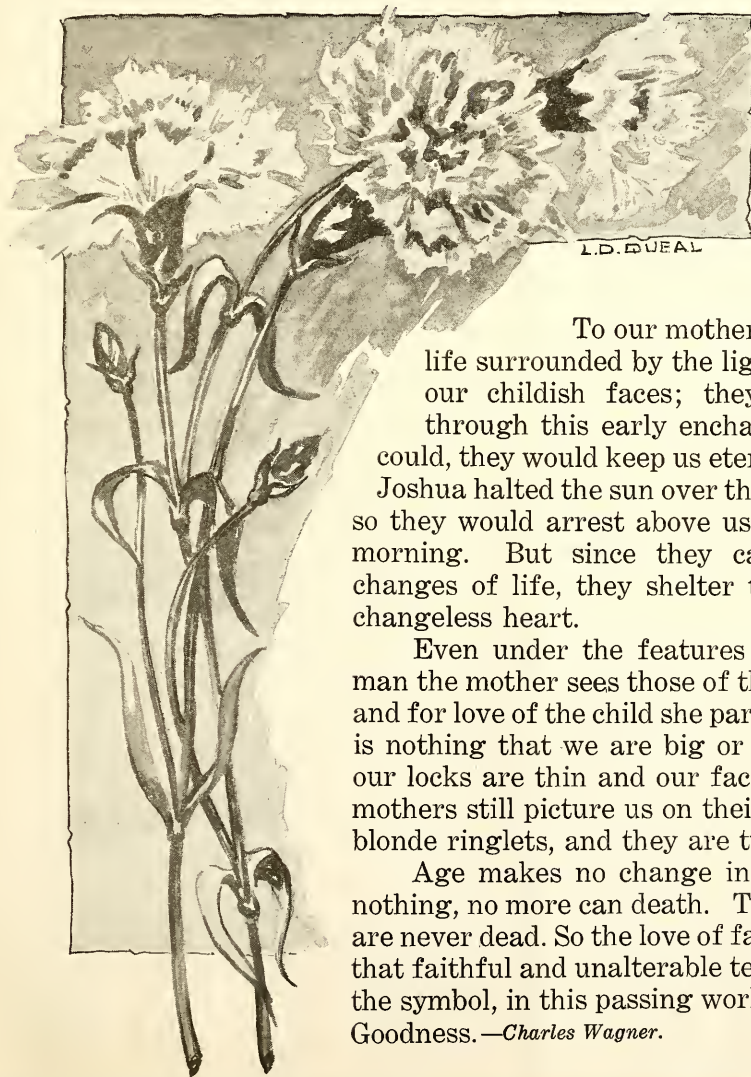 L.D. DUEAL
To our mother
life surrounded by the lig
our childish faces; they
through this early encha
could, they would keep us eter
Joshua halted the sun over th
so they would arrest above us
morning. But since they ca
changes of life, they shelter t
changeless heart.
Even under the features
man the mother sees those of th
and for love of the child she par
is nothing that we are big or
our locks are thin and our fac
mothers still picture us on thei
blonde ringlets, and they are t
Age makes no change in
nothing, no more can death. T
are never dead. So the love of fa
that faithful and unalterable te
the symbol, in this passing worl
Goodness.—Charles Wagner.